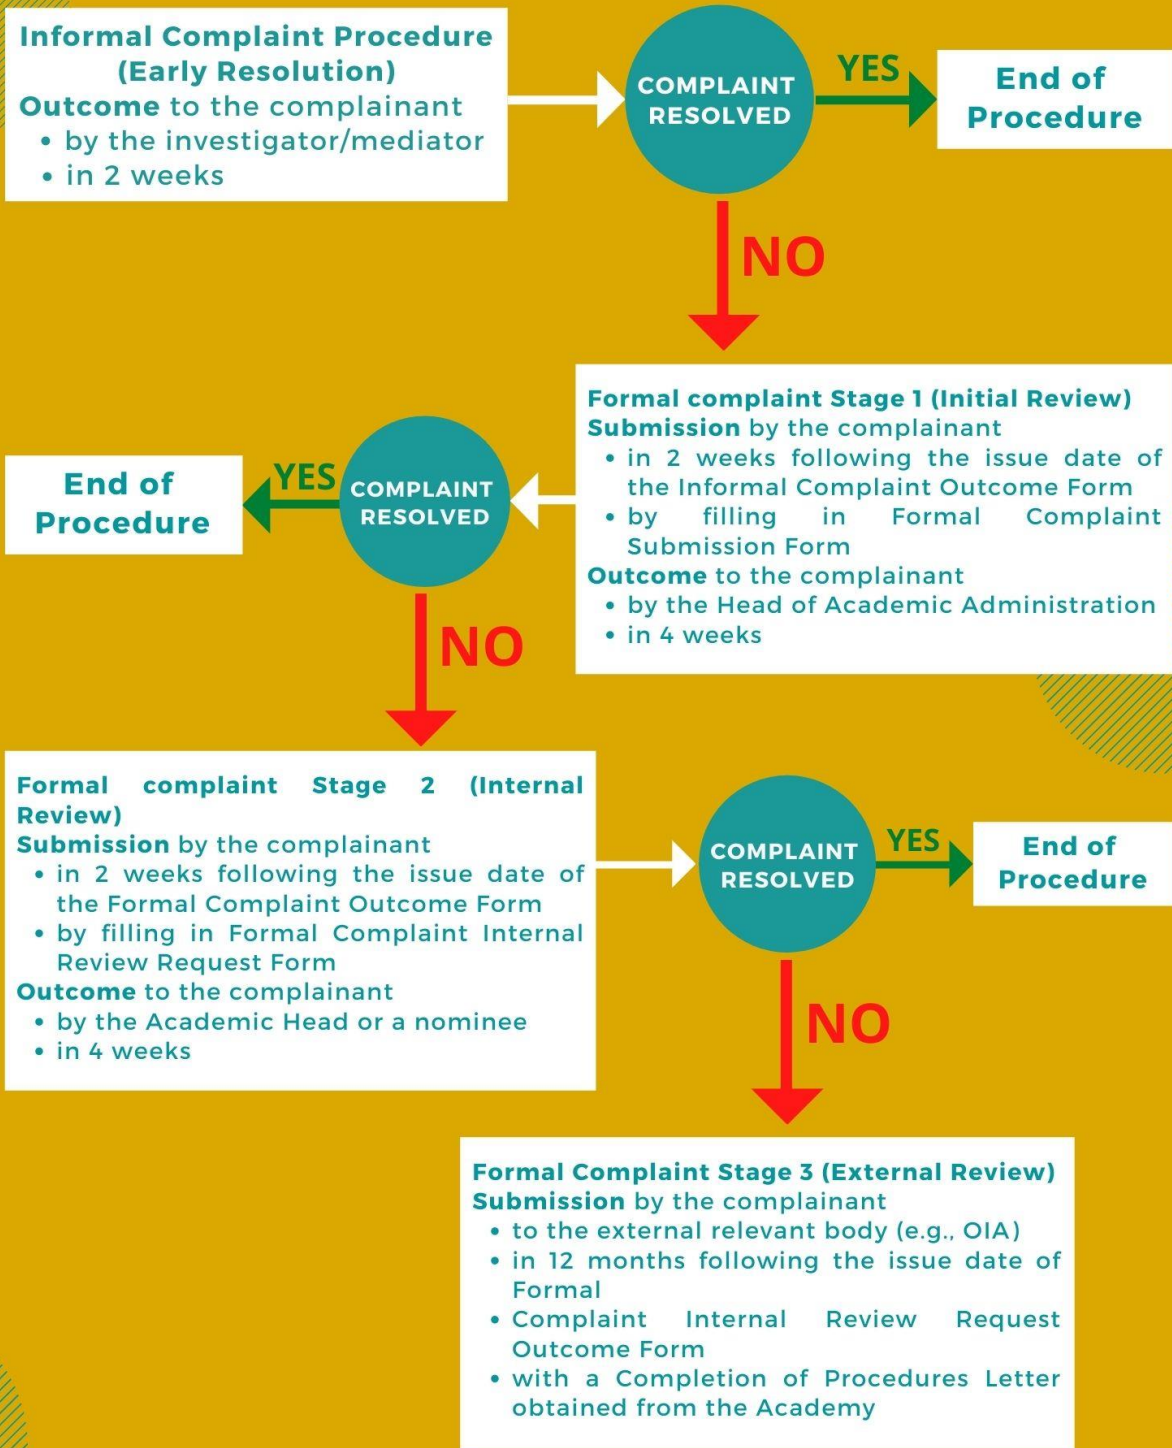 Informal Complaint Procedure
(Early Resolution)
Outcome to the complainant
• by the investigator/mediator
• in 2 weeks
COMPLAINT
RESOLVED
YES
End of
Procedure
NO
Formal complaint Stage 1 (Initial Review)
Submission by the complainant
• in 2 weeks following the issue date of
the Informal Complaint Outcome Form
• by filling in Formal Complaint
Submission Form
Outcome to the complainant
• by the Head of Academic Administration
• in 4 weeks
COMPLAINT
RESOLVED
YES
End of
Procedure
NO
Formal complaint Stage 2 (Internal
Review)
Submission by the complainant
• in 2 weeks following the issue date of
the Formal Complaint Outcome Form
• by filling in Formal Complaint Internal
Review Request Form
Outcome to the complainant
• by the Academic Head or a nominee
• in 4 weeks
COMPLAINT
RESOLVED
YES
End of
Procedure
NO
Formal Complaint Stage 3 (External Review)
Submission by the complainant
• to the external relevant body (e.g., OIA)
• in 12 months following the issue date of
Formal
• Complaint Internal Review Request
Outcome Form
• with a Completion of Procedures Letter
obtained from the Academy